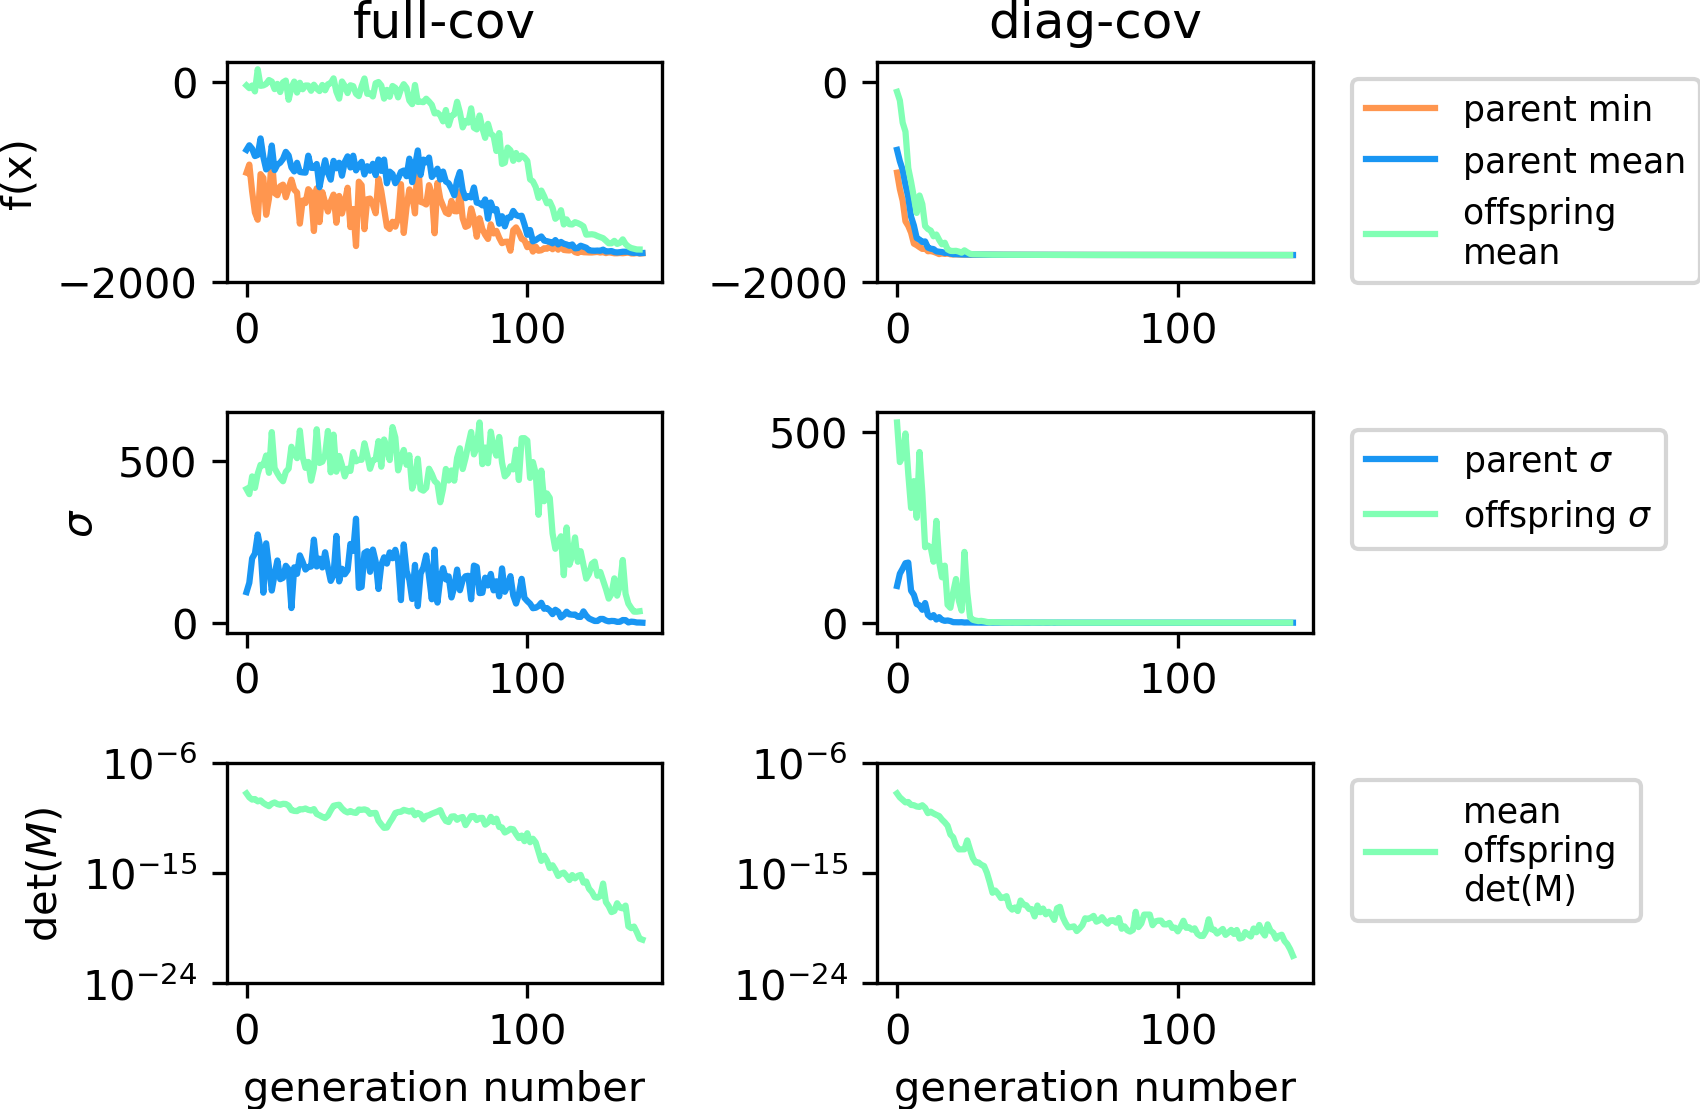 full-cov
diag-cov
f(x)
0
−2000
0
100
0
−2000
0
100
parent min
parent mean
offspring
mean
σ
500
0
0
100
500
0
0
100
parent σ
offspring σ
det(M)
10⁻⁶
10⁻¹⁵
10⁻²⁴
0
100
generation number
10⁻⁶
10⁻¹⁵
10⁻²⁴
0
100
generation number
mean
offspring
det(M)